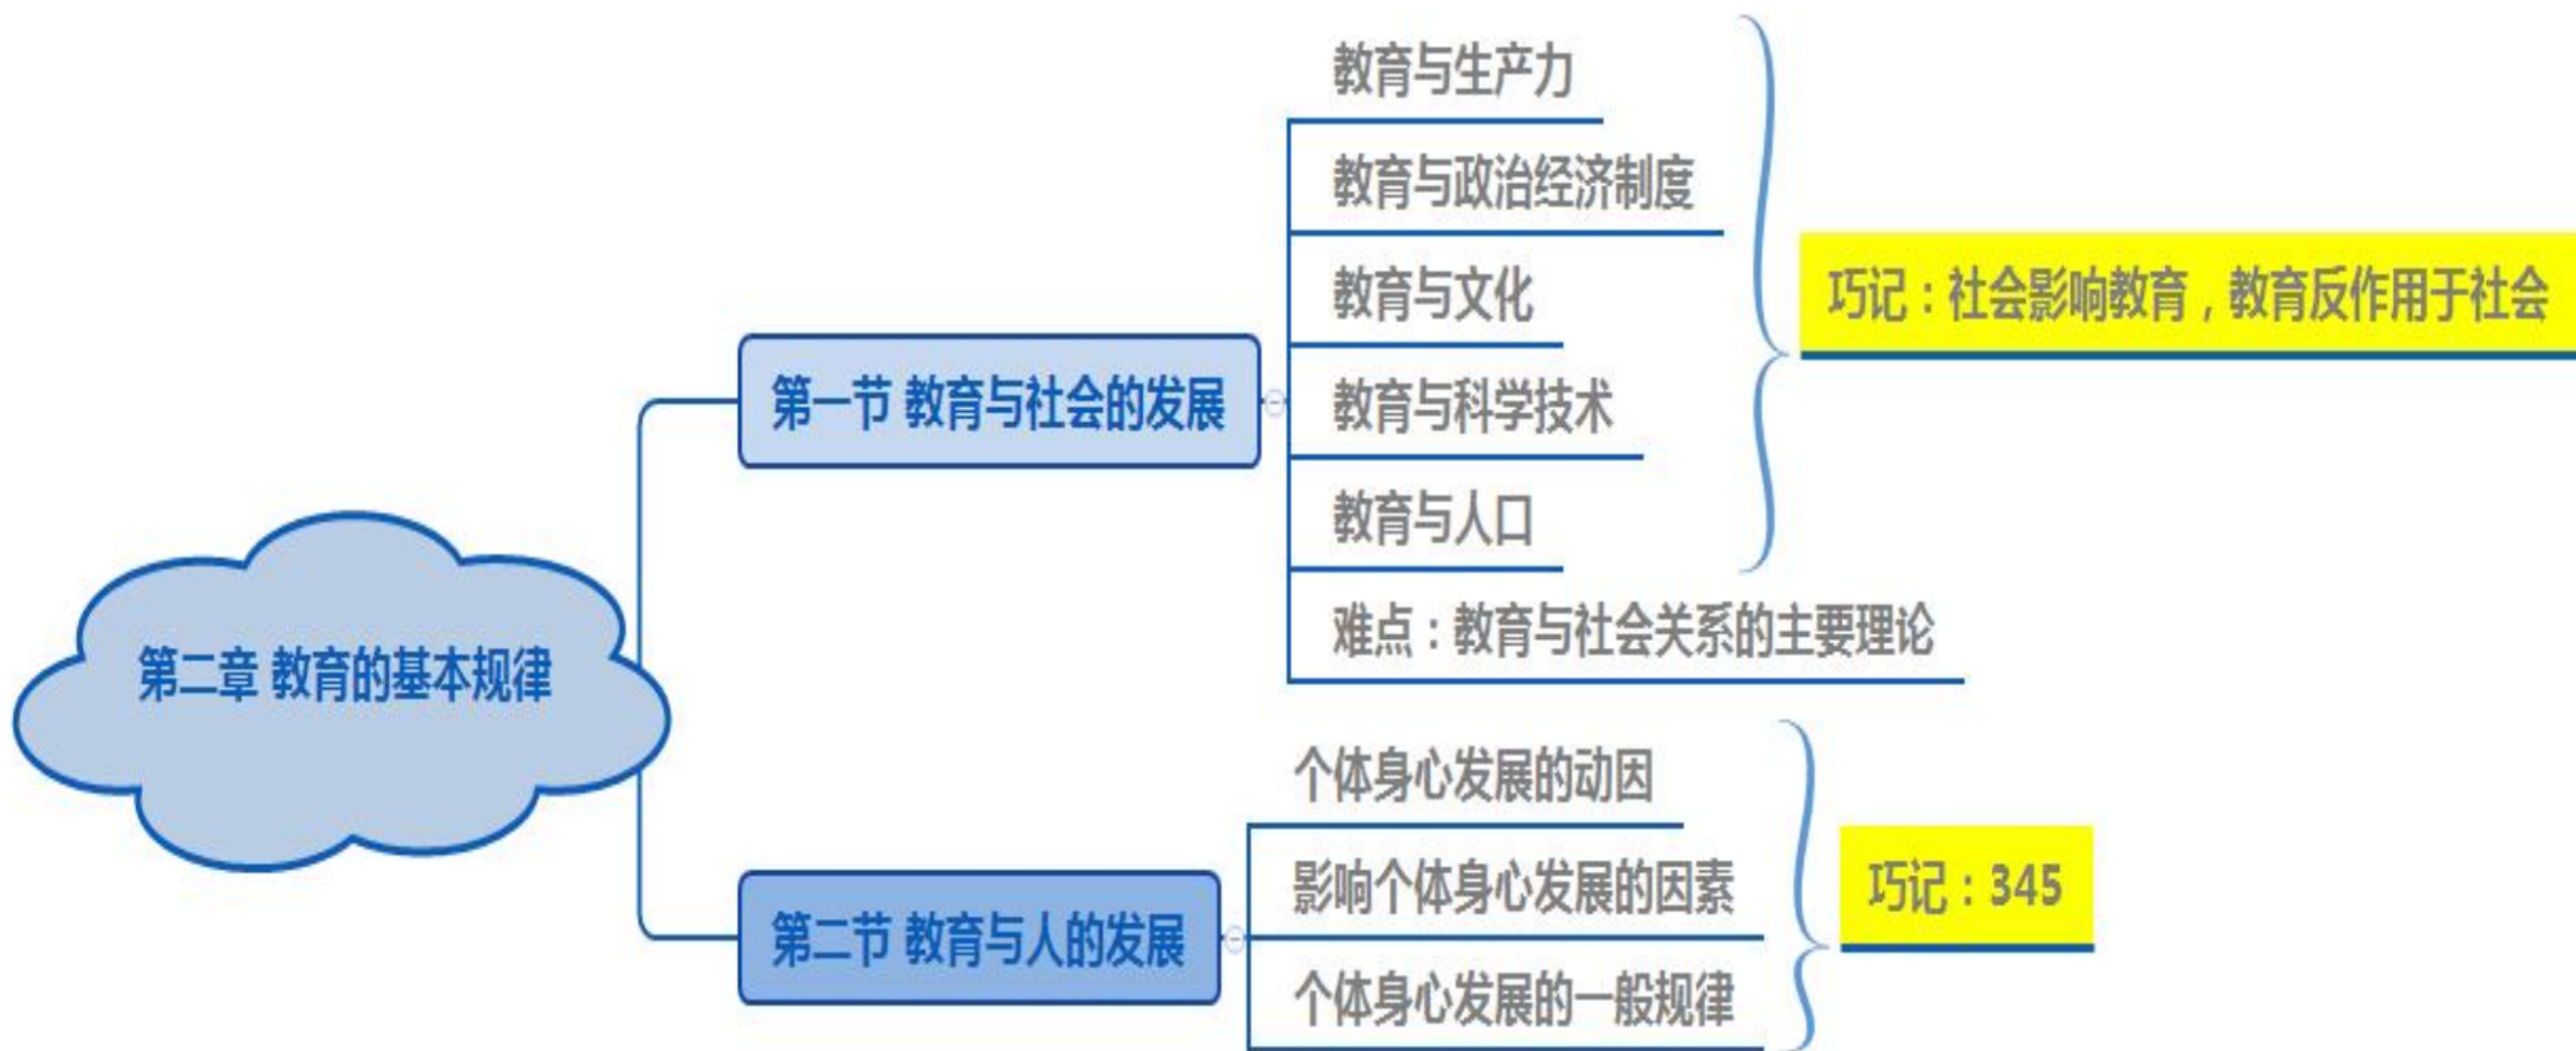 第二章 教育的基本规律
第一节 教育与社会的发展
教育与生产力
教育与政治经济制度
教育与文化
教育与科学技术
教育与人口
难点：教育与社会关系的主要理论
巧记：社会影响教育，教育反作用于社会
第二节 教育与人的发展
个体身心发展的动因
影响个体身心发展的因素
个体身心发展的一般规律
巧记：345